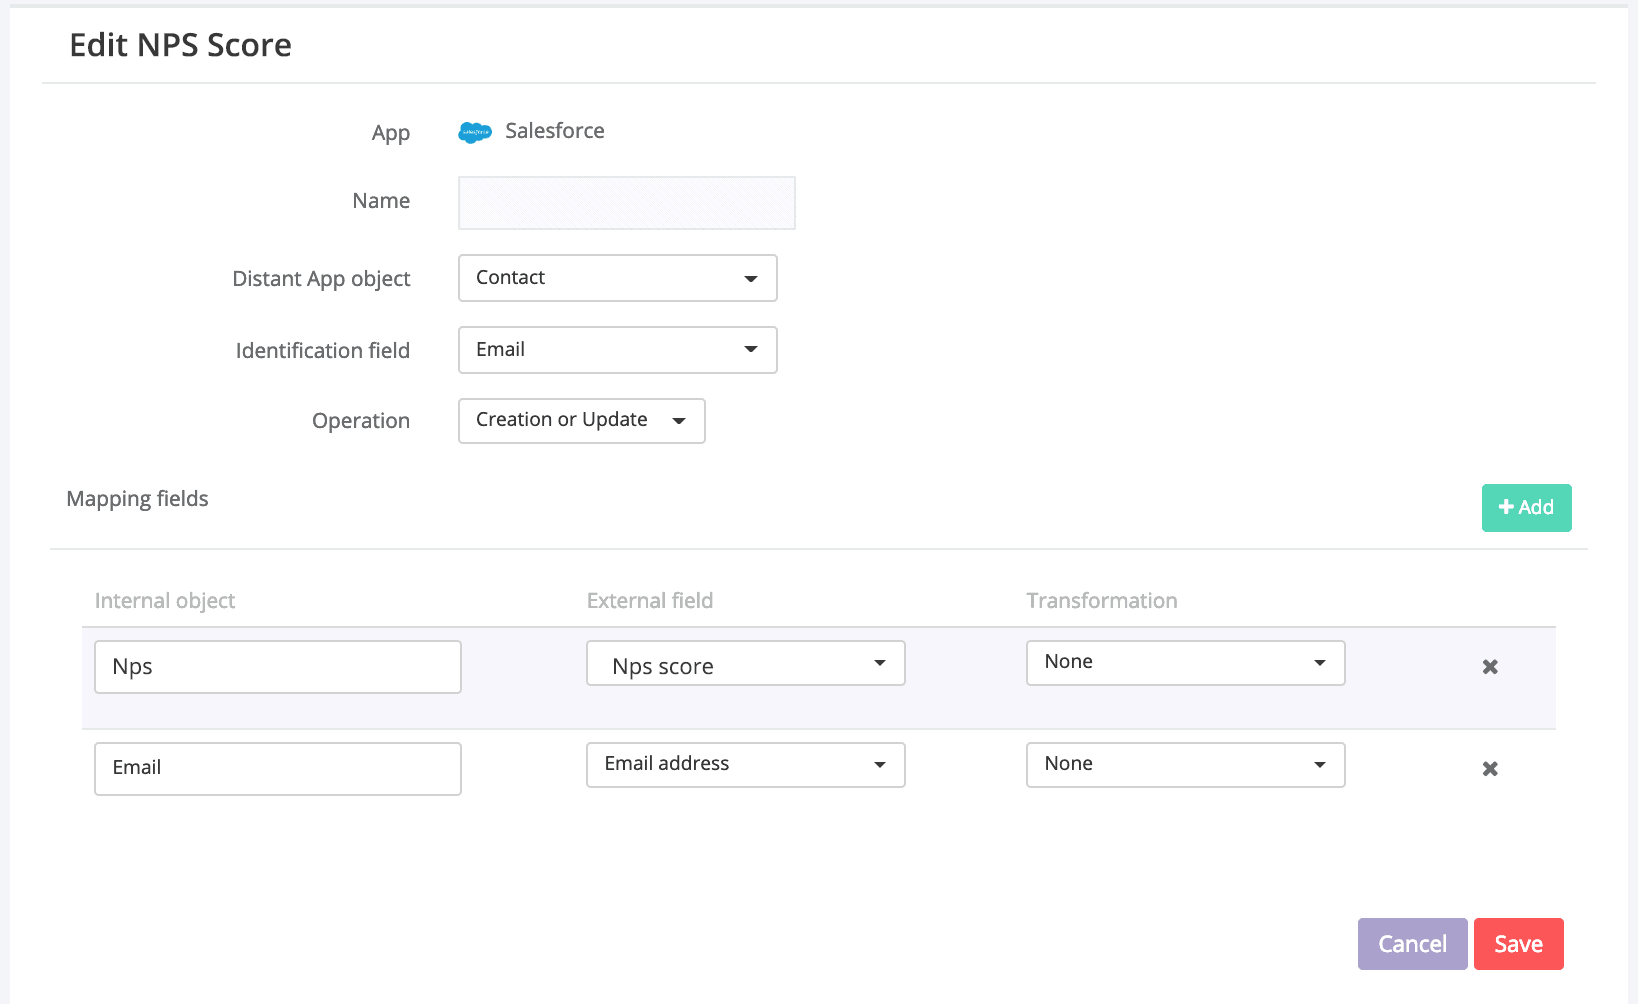 Edit NPS Score
App salesforce Salesforce
Name
Distant App object Contact
Identification field Email
Operation Creation or Update
Mapping fields Add
Internal object External field Transformation
Nps Nps score None
Email Email address None
Cancel Save